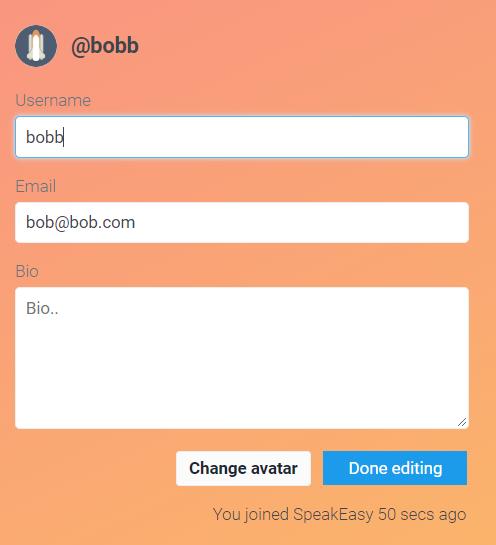 @bobb
Username
bobb
Email
bob@bob.com
Bio
Bio..
Change avatar Done editing
You joined SpeakEasy 50 secs ago